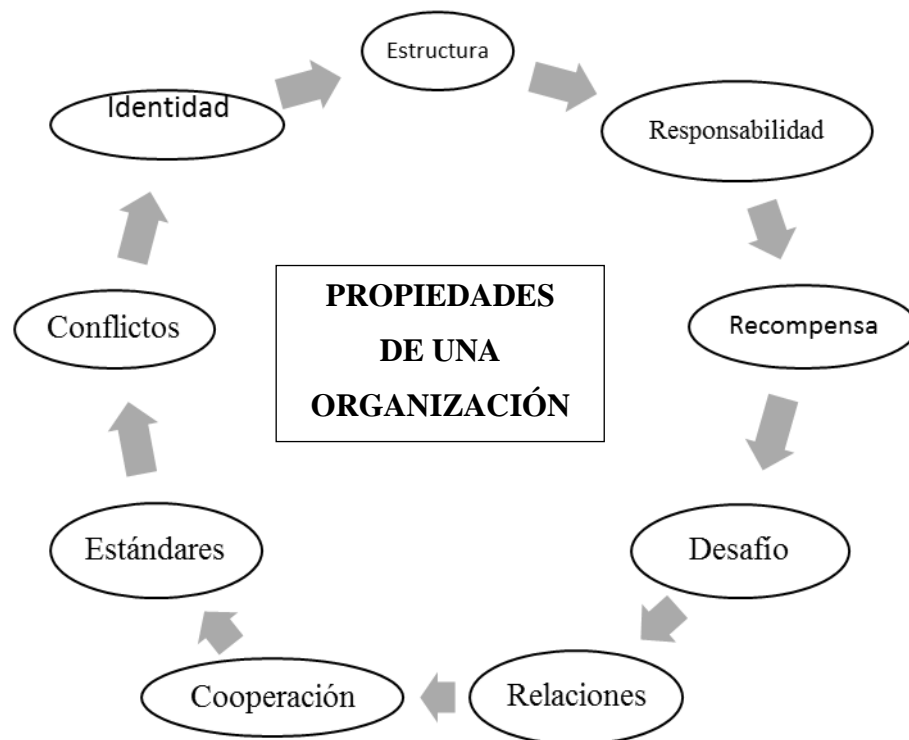 Estructura
Responsabilidad
Recompensa
Desafío
Relaciones
Cooperación
Estándares
Conflictos
Identidad
PROPIEDADES
DE UNA
ORGANIZACIÓN